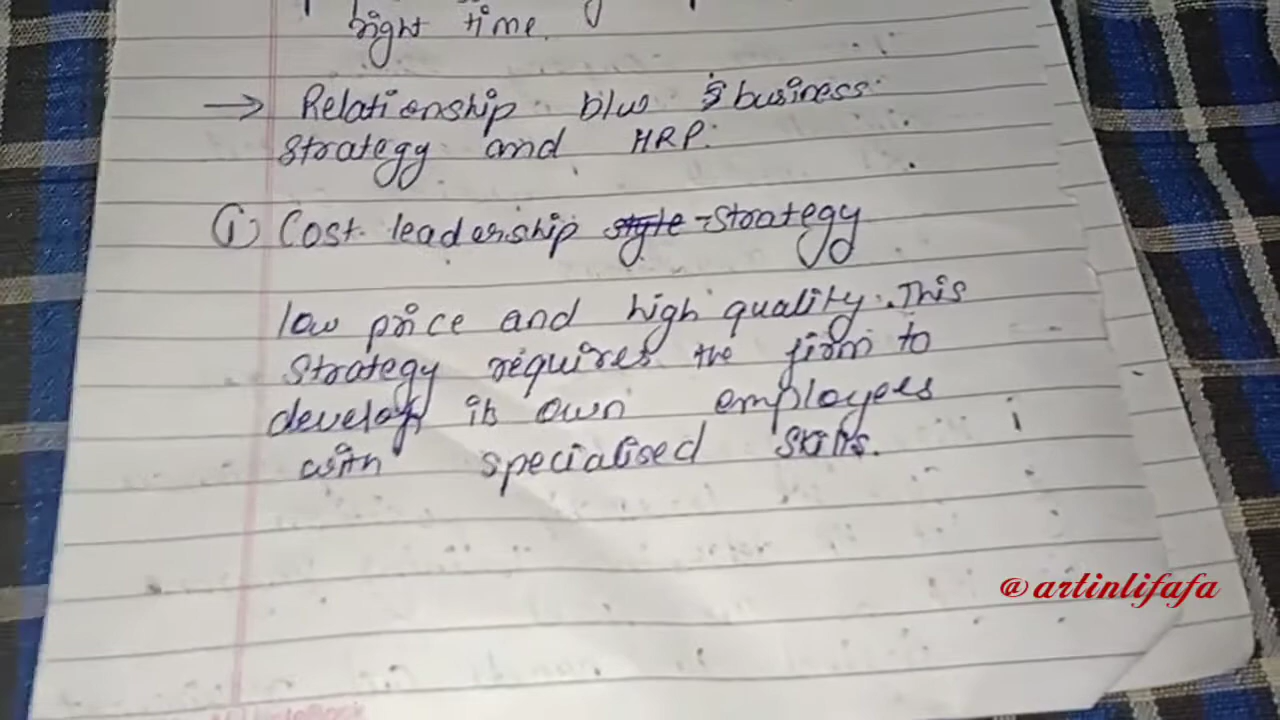 right time.
→ Relationship b/w business
strategy and HRP.
① Cost leadership style -strategy
low price and high quality. This
strategy requires the firm to
develop its own employees
with specialised skills.
@artinlifafa